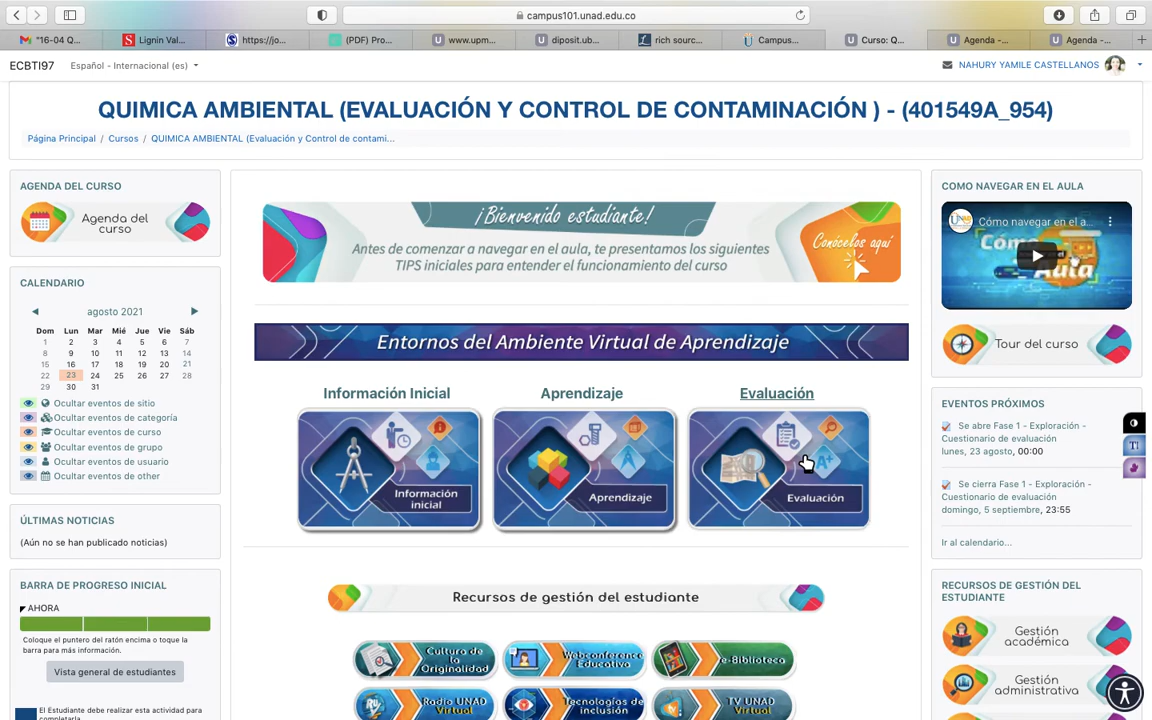 campus101.unad.edu.co
"16-04 Q...
Lignin Val...
https://jo...
(PDF) Pro...
www.upm...
diposit.ub...
rich sourc...
Campus...
Curso: Q...
Agenda -...
Agenda -...
ECBTI97
Español - Internacional (es)
NAHURY YAMILE CASTELLANOS
QUIMICA AMBIENTAL (EVALUACIÓN Y CONTROL DE CONTAMINACIÓN ) - (401549A_954)
Página Principal / Cursos / QUIMICA AMBIENTAL (Evaluación y Control de contami...
AGENDA DEL CURSO
Agenda del
curso
CALENDARIO
agosto 2021
Dom Lun Mar Mié Jue Vie Sáb
1 2 3 4 5 6 7
8 9 10 11 12 13 14
15 16 17 18 19 20 21
22 23 24 25 26 27 28
29 30 31
Ocultar eventos de sitio
Ocultar eventos de categoría
Ocultar eventos de curso
Ocultar eventos de grupo
Ocultar eventos de usuario
Ocultar eventos de other
ÚLTIMAS NOTICIAS
(Aún no se han publicado noticias)
BARRA DE PROGRESO INICIAL
AHORA
Coloque el puntero del ratón encima o toque la
barra para más información.
Vista general de estudiantes
El Estudiante debe realizar esta actividad para
completarla
¡Bienvenido estudiante!
Antes de comenzar a navegar en el aula, te presentamos los siguientes
TIPS iniciales para entender el funcionamiento del curso
Conócelos aquí
Entornos del Ambiente Virtual de Aprendizaje
Información Inicial
Aprendizaje
Evaluación
Información
inicial
Aprendizaje
Evaluación
A+
Recursos de gestión del estudiante
Cultura de
la
Originalidad
Webconferencia
Educativa
e-Biblioteca
Radio UNAD
Virtual
Tecnologías de
inclusión
TV UNAD
Virtual
COMO NAVEGAR EN EL AULA
Cómo navegar en el a...
Cómo
Aula
Tour del curso
EVENTOS PRÓXIMOS
Se abre Fase 1 - Exploración -
Cuestionario de evaluación
lunes, 23 agosto, 00:00
Se cierra Fase 1 - Exploración -
Cuestionario de evaluación
domingo, 5 septiembre, 23:55
Ir al calendario...
RECURSOS DE GESTIÓN DEL
ESTUDIANTE
Gestión
académica
Gestión
administrativa